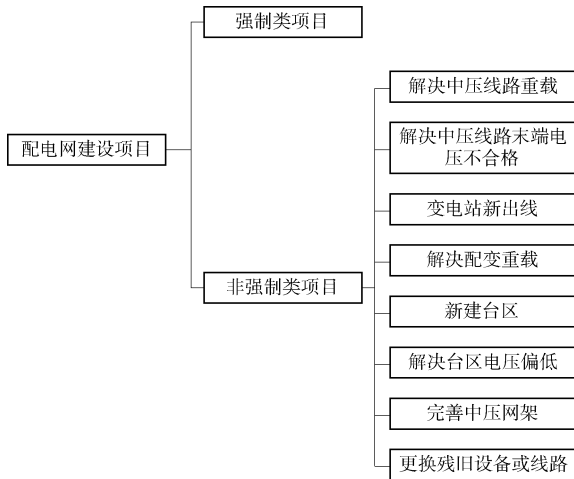 强制类项目
解决中压线路重载
解决中压线路末端电
压不合格
配电网建设项目
变电站新出线
解决配变重载
非强制类项目
新建台区
解决台区电压偏低
完善中压网架
更换残旧设备或线路